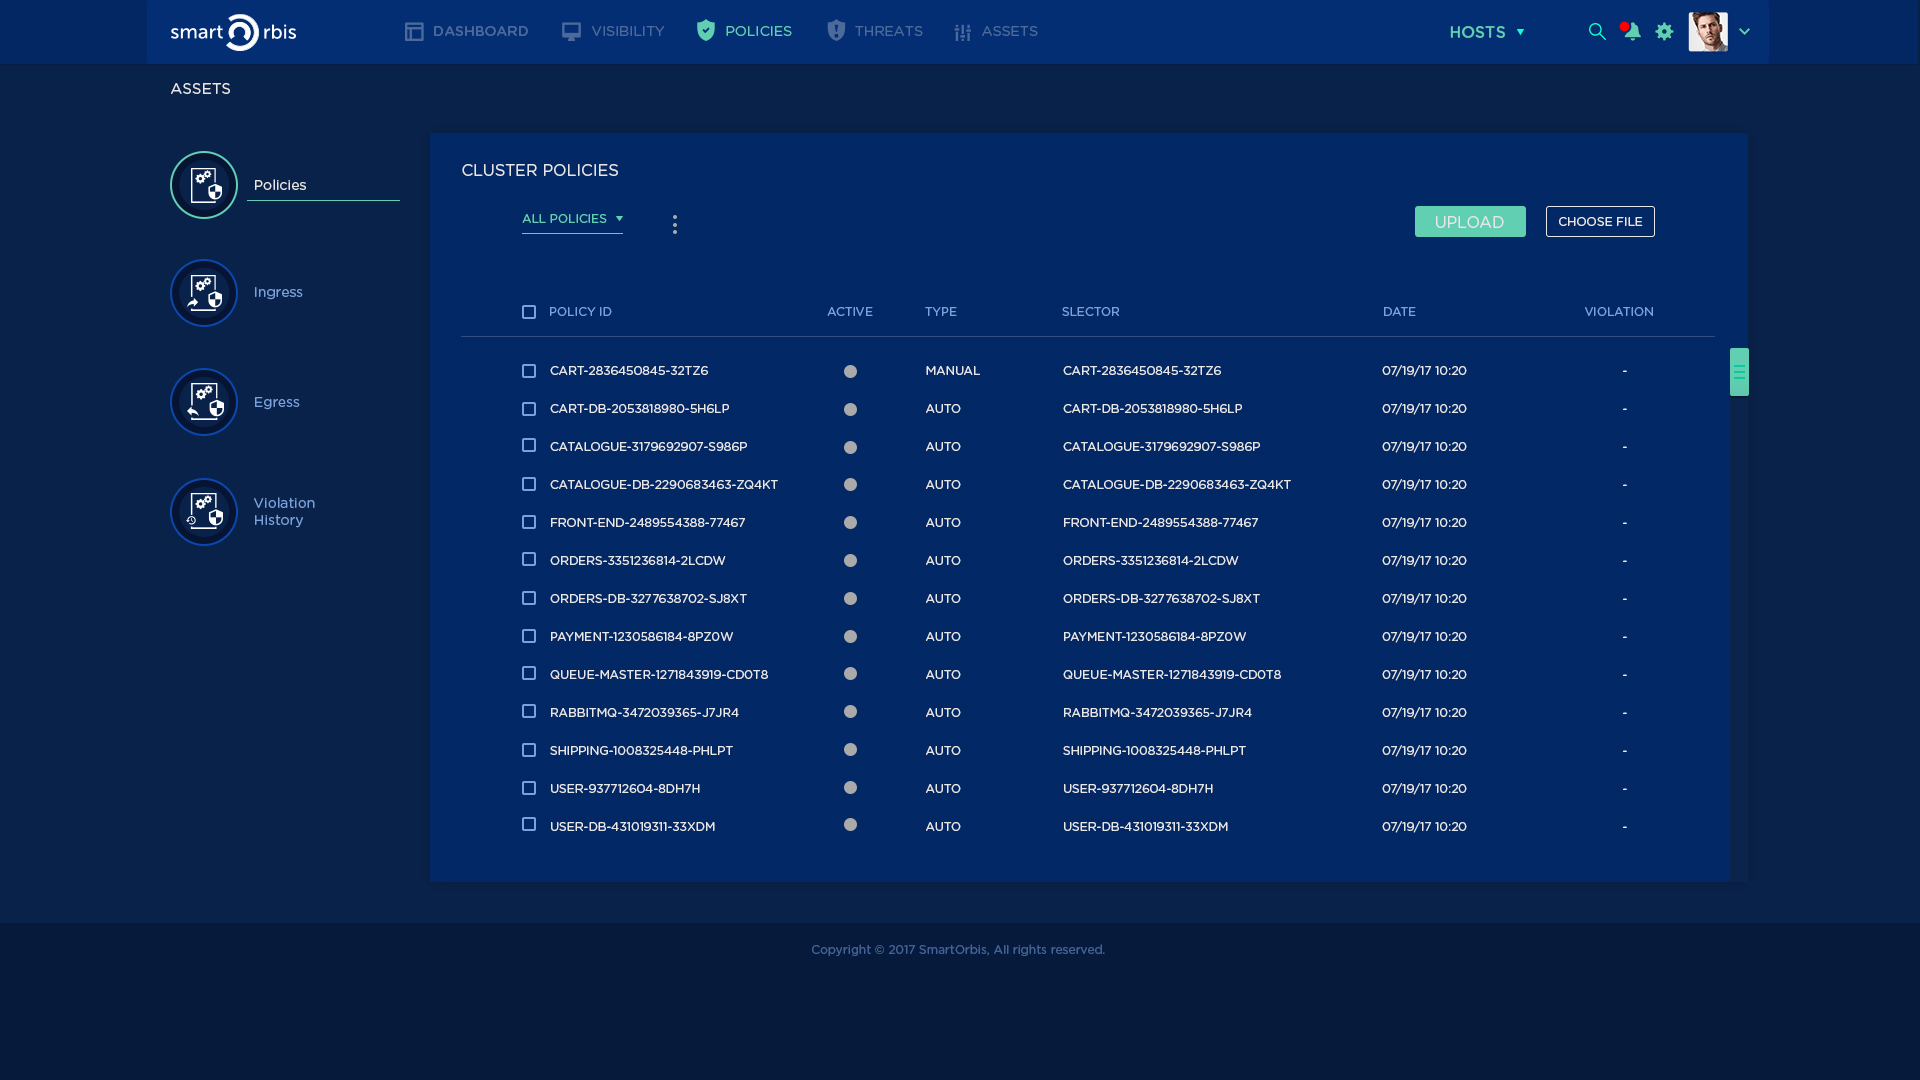 smart Orbis
DASHBOARD VISIBILITY POLICIES THREATS ASSETS HOSTS
ASSETS
Policies
Ingress
Egress
Violation
History
CLUSTER POLICIES
ALL POLICIES UPLOAD CHOOSE FILE
POLICY ID ACTIVE TYPE SLECTOR DATE VIOLATION
CART-2836450845-32TZ6 MANUAL CART-2836450845-32TZ6 07/19/17 10:20 -
CART-DB-2053818980-5H6LP AUTO CART-DB-2053818980-5H6LP 07/19/17 10:20 -
CATALOGUE-3179692907-S986P AUTO CATALOGUE-3179692907-S986P 07/19/17 10:20 -
CATALOGUE-DB-2290683463-ZQ4KT AUTO CATALOGUE-DB-2290683463-ZQ4KT 07/19/17 10:20 -
FRONT-END-2489554388-77467 AUTO FRONT-END-2489554388-77467 07/19/17 10:20 -
ORDERS-3351236814-2LCDW AUTO ORDERS-3351236814-2LCDW 07/19/17 10:20 -
ORDERS-DB-3277638702-SJ8XT AUTO ORDERS-DB-3277638702-SJ8XT 07/19/17 10:20 -
PAYMENT-1230586184-8PZ0W AUTO PAYMENT-1230586184-8PZ0W 07/19/17 10:20 -
QUEUE-MASTER-1271843919-CD0T8 AUTO QUEUE-MASTER-1271843919-CD0T8 07/19/17 10:20 -
RABBITMQ-3472039365-J7JR4 AUTO RABBITMQ-3472039365-J7JR4 07/19/17 10:20 -
SHIPPING-1008325448-PHLPT AUTO SHIPPING-1008325448-PHLPT 07/19/17 10:20 -
USER-937712604-8DH7H AUTO USER-937712604-8DH7H 07/19/17 10:20 -
USER-DB-431019311-33XDM AUTO USER-DB-431019311-33XDM 07/19/17 10:20 -
Copyright © 2017 SmartOrbis, All rights reserved.